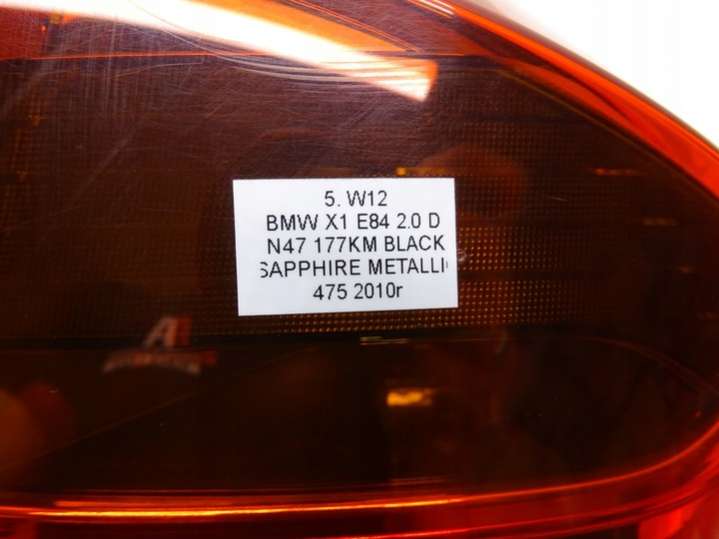 5. W12
BMW X1 E84 2.0 D
N47 177KM BLACK
SAPPHIRE METALLI
475 2010r